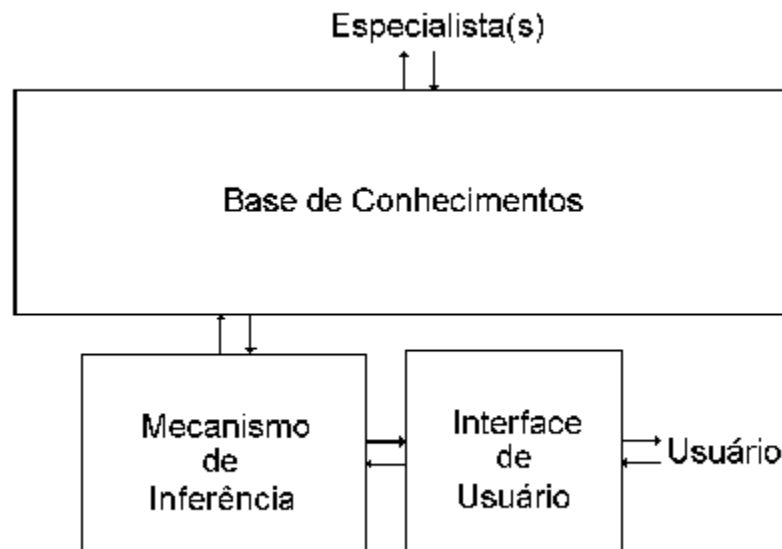 Especialista(s)
Base de Conhecimentos
Mecanismo
de
Inferência
Interface
de
Usuário
Usuário